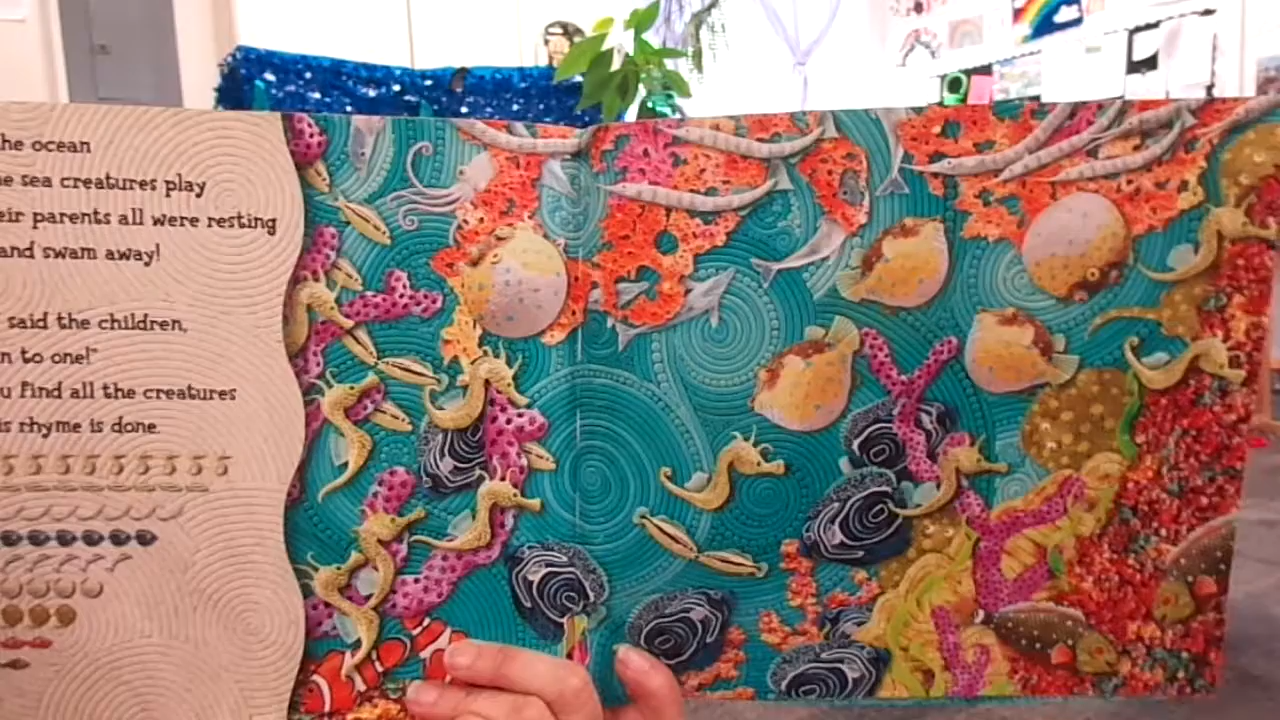 he ocean
e sea creatures play
eir parents all were resting
and swam away!
said the children,
n to one!"
u find all the creatures
is rhyme is done.